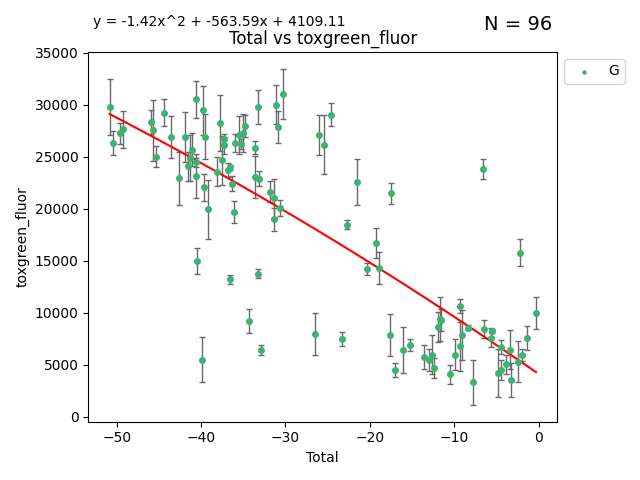 y = -1.42x^2 + -563.59x + 4109.11
N = 96
Total vs toxgreen_fluor
G
35000
30000
25000
20000
15000
10000
5000
0
toxgreen_fluor
−50
−40
−30
−20
−10
0
Total